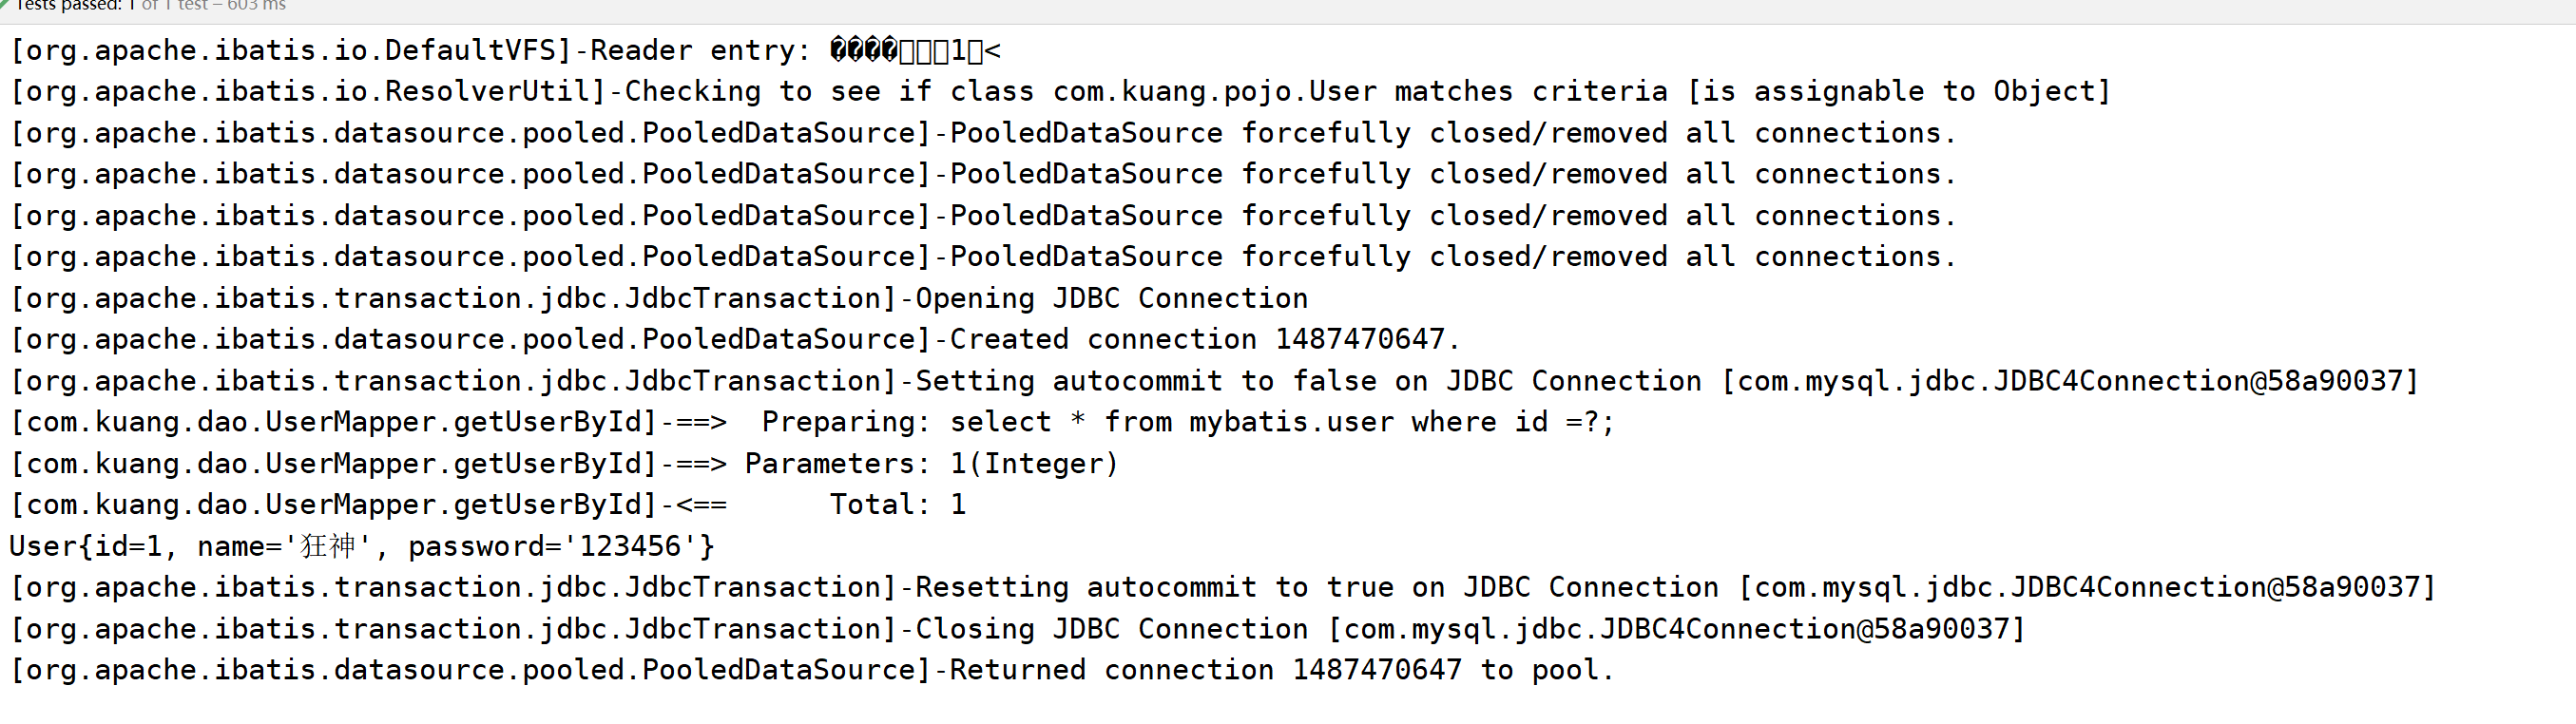 Tests passed: 1 of 1 test – 603 ms
[org.apache.ibatis.io.DefaultVFS]-Reader entry: ����1<
[org.apache.ibatis.io.ResolverUtil]-Checking to see if class com.kuang.pojo.User matches criteria [is assignable to Object]
[org.apache.ibatis.datasource.pooled.PooledDataSource]-PooledDataSource forcefully closed/removed all connections.
[org.apache.ibatis.datasource.pooled.PooledDataSource]-PooledDataSource forcefully closed/removed all connections.
[org.apache.ibatis.datasource.pooled.PooledDataSource]-PooledDataSource forcefully closed/removed all connections.
[org.apache.ibatis.datasource.pooled.PooledDataSource]-PooledDataSource forcefully closed/removed all connections.
[org.apache.ibatis.transaction.jdbc.JdbcTransaction]-Opening JDBC Connection
[org.apache.ibatis.datasource.pooled.PooledDataSource]-Created connection 1487470647.
[org.apache.ibatis.transaction.jdbc.JdbcTransaction]-Setting autocommit to false on JDBC Connection [com.mysql.jdbc.JDBC4Connection@58a90037]
[com.kuang.dao.UserMapper.getUserById]-==>  Preparing: select * from mybatis.user where id =?;
[com.kuang.dao.UserMapper.getUserById]-==> Parameters: 1(Integer)
[com.kuang.dao.UserMapper.getUserById]-<==      Total: 1
User{id=1, name='狂神', password='123456'}
[org.apache.ibatis.transaction.jdbc.JdbcTransaction]-Resetting autocommit to true on JDBC Connection [com.mysql.jdbc.JDBC4Connection@58a90037]
[org.apache.ibatis.transaction.jdbc.JdbcTransaction]-Closing JDBC Connection [com.mysql.jdbc.JDBC4Connection@58a90037]
[org.apache.ibatis.datasource.pooled.PooledDataSource]-Returned connection 1487470647 to pool.